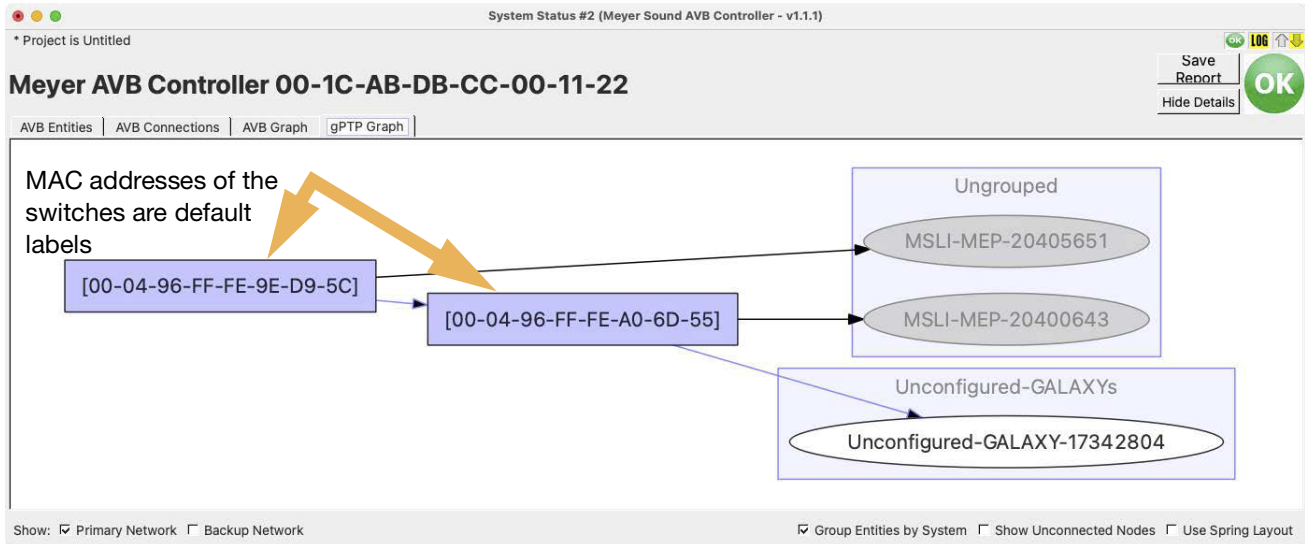 System Status #2 (Meyer Sound AVB Controller - v1.1.1)
* Project is Untitled
OK LOG
Meyer AVB Controller 00-1C-AB-DB-CC-00-11-22
Save Report
Hide Details
OK
AVB Entities AVB Connections AVB Graph gPTP Graph
MAC addresses of the
switches are default
labels
Ungrouped
MSLI-MEP-20405651
[00-04-96-FF-FE-9E-D9-5C]
[00-04-96-FF-FE-A0-6D-55]
MSLI-MEP-20400643
Unconfigured-GALAXYs
Unconfigured-GALAXY-17342804
Show: Primary Network Backup Network Group Entities by System Show Unconnected Nodes Use Spring Layout